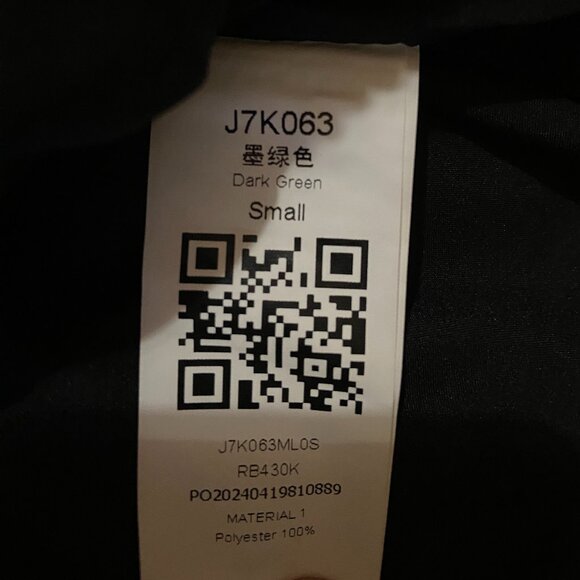 J7K063
墨绿色
Dark Green
Small
J7K063ML0S
RB430K
PO20240419810889
MATERIAL 1
Polyester 100%